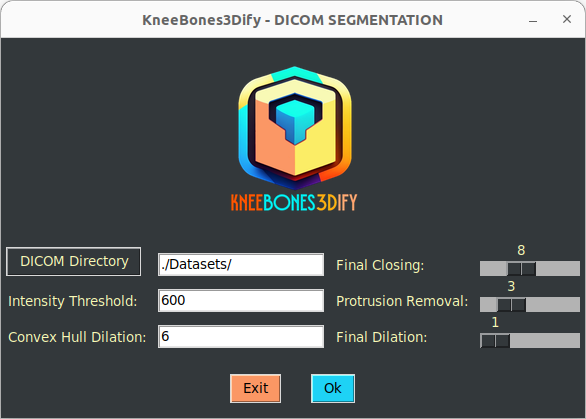 KneeBones3Dify - DICOM SEGMENTATION
KNEEBONES3DIFY
DICOM Directory ./Datasets/ Final Closing: 8
Intensity Threshold: 600 Protrusion Removal: 3
Convex Hull Dilation: 6 Final Dilation: 1
Exit Ok